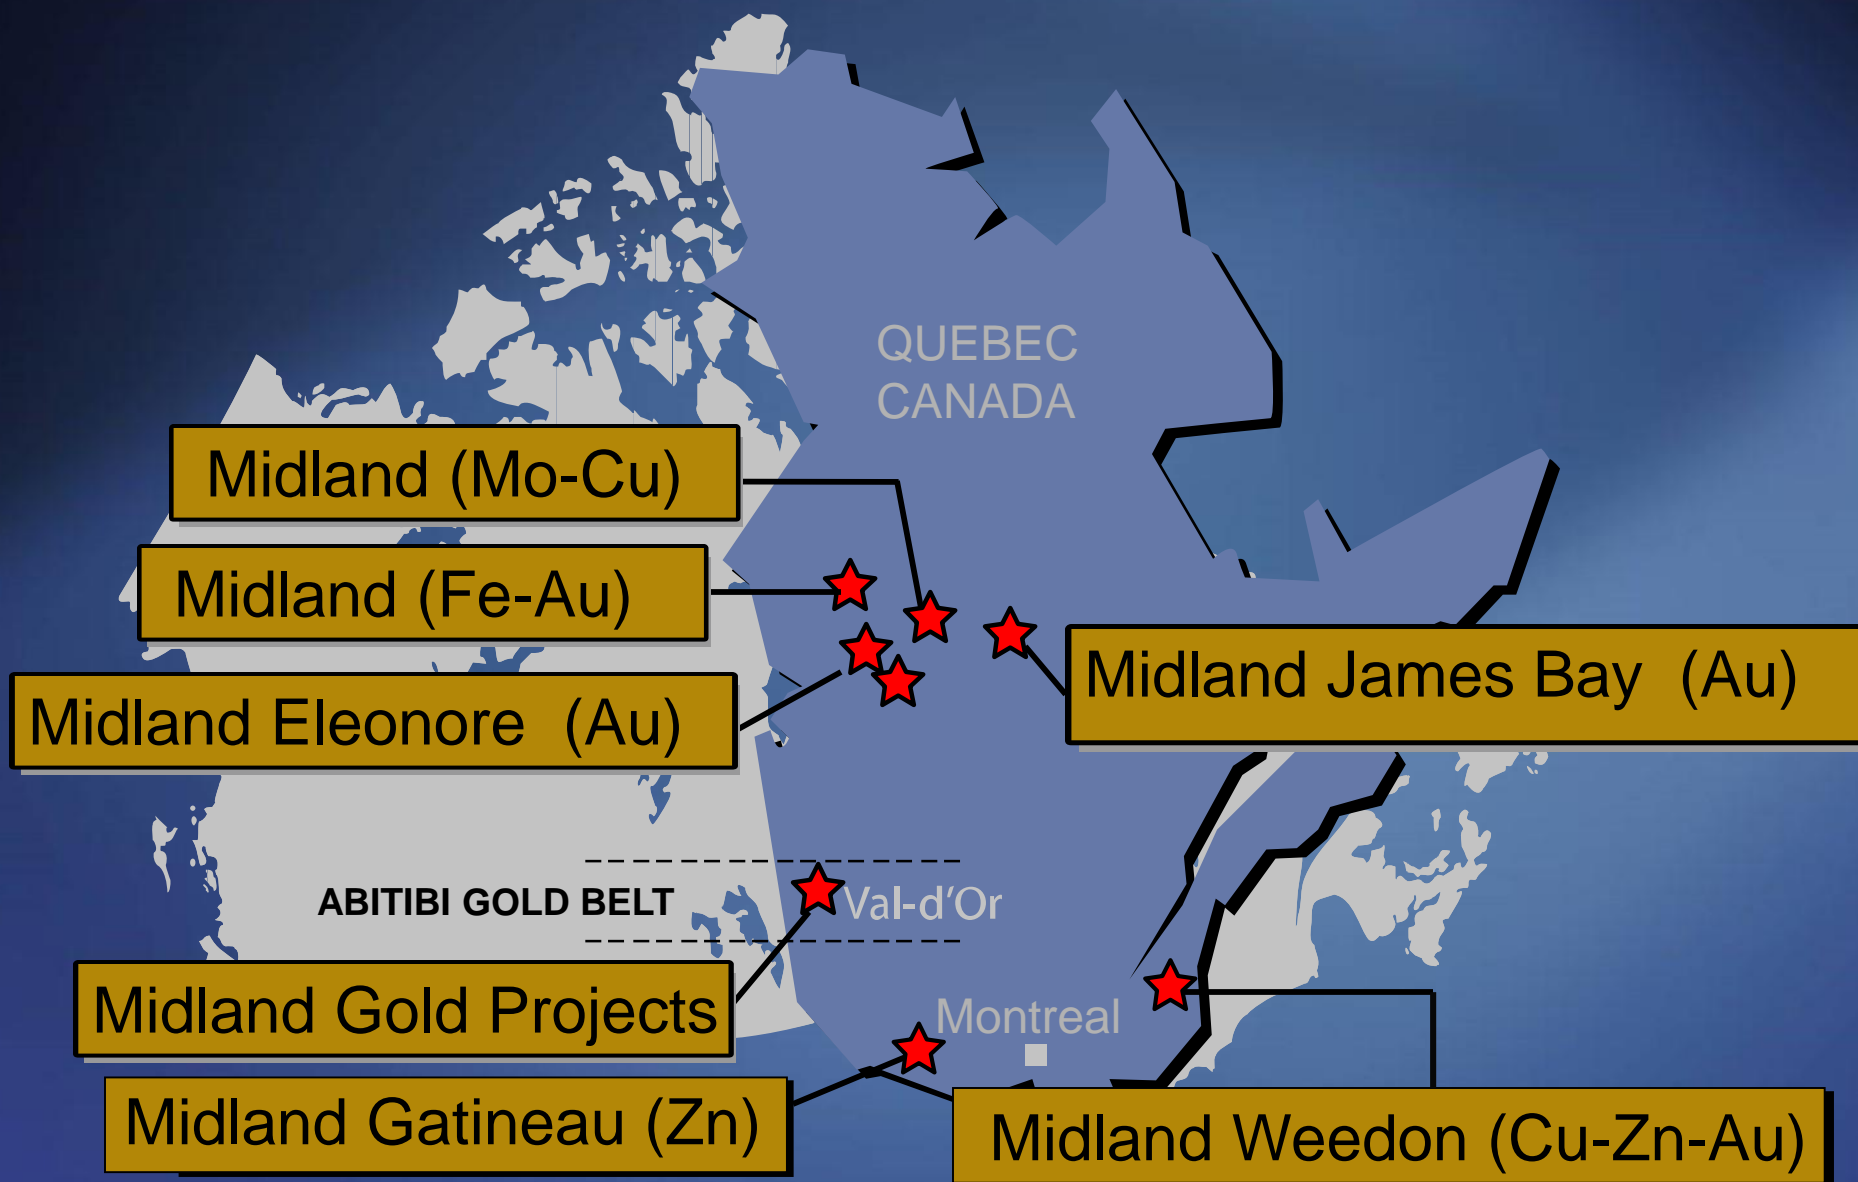 QUEBEC
CANADA
Midland (Mo-Cu)
Midland (Fe-Au)
Midland James Bay (Au)
Midland Eleonore (Au)
ABITIBI GOLD BELT
Val-d'Or
Midland Gold Projects
Montreal
Midland Gatineau (Zn)
Midland Weedon (Cu-Zn-Au)